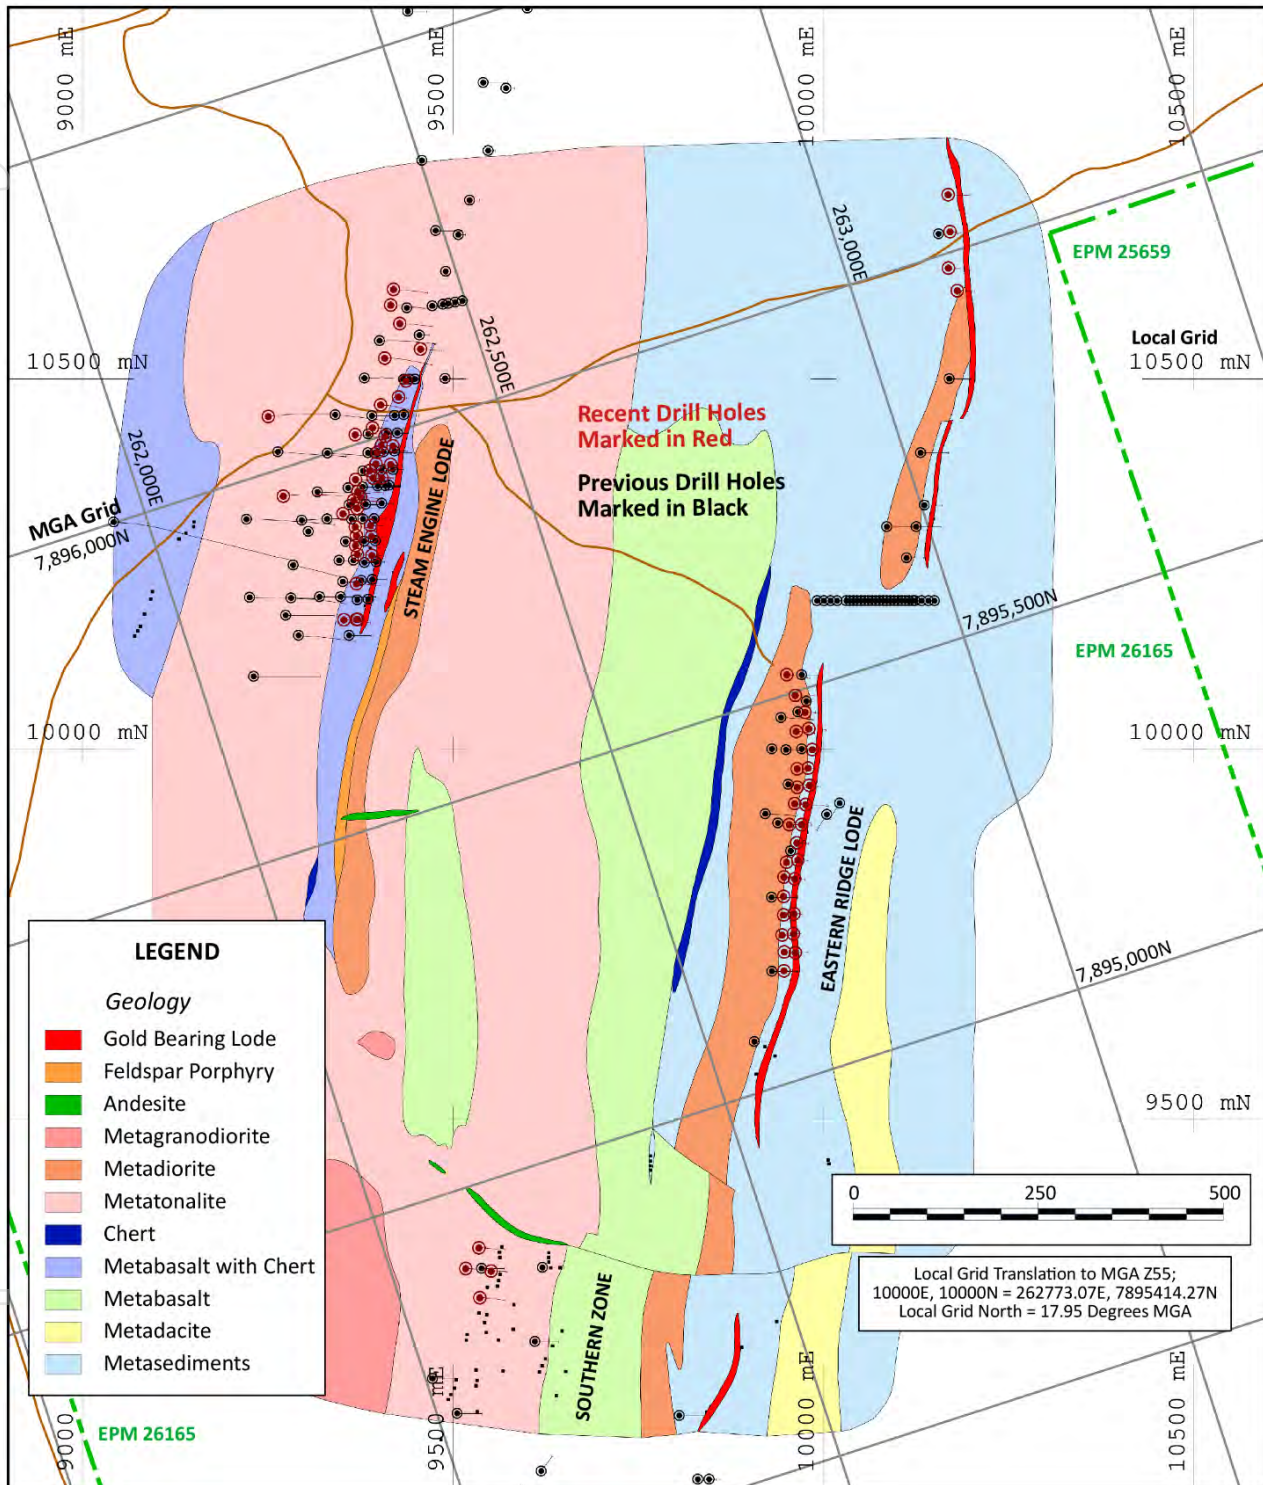 9000 mE
9500 mE
10000 mE
10500 mE
263,000E
EPM 25659
262,500E
Local Grid
10500 mN
10500 mN
Recent Drill Holes
Marked in Red
262,000E
STEAM ENGINE LODE
Previous Drill Holes
Marked in Black
MGA Grid
7,896,000N
7,895,500N
EPM 26165
10000 mN
10000 mN
EASTERN RIDGE LODE
7,895,000N
LEGEND
Geology
Gold Bearing Lode
Feldspar Porphyry
Andesite
Metagranodiorite
Metadiorite
Metatonalite
Chert
Metabasalt with Chert
Metabasalt
Metadacite
Metasediments
9500 mN
0 250 500
Local Grid Translation to MGA Z55;
10000E, 10000N = 262773.07E, 7895414.27N
Local Grid North = 17.95 Degrees MGA
SOUTHERN ZONE
EPM 26165
9000
9500 mE
10000 mE
10500 mE